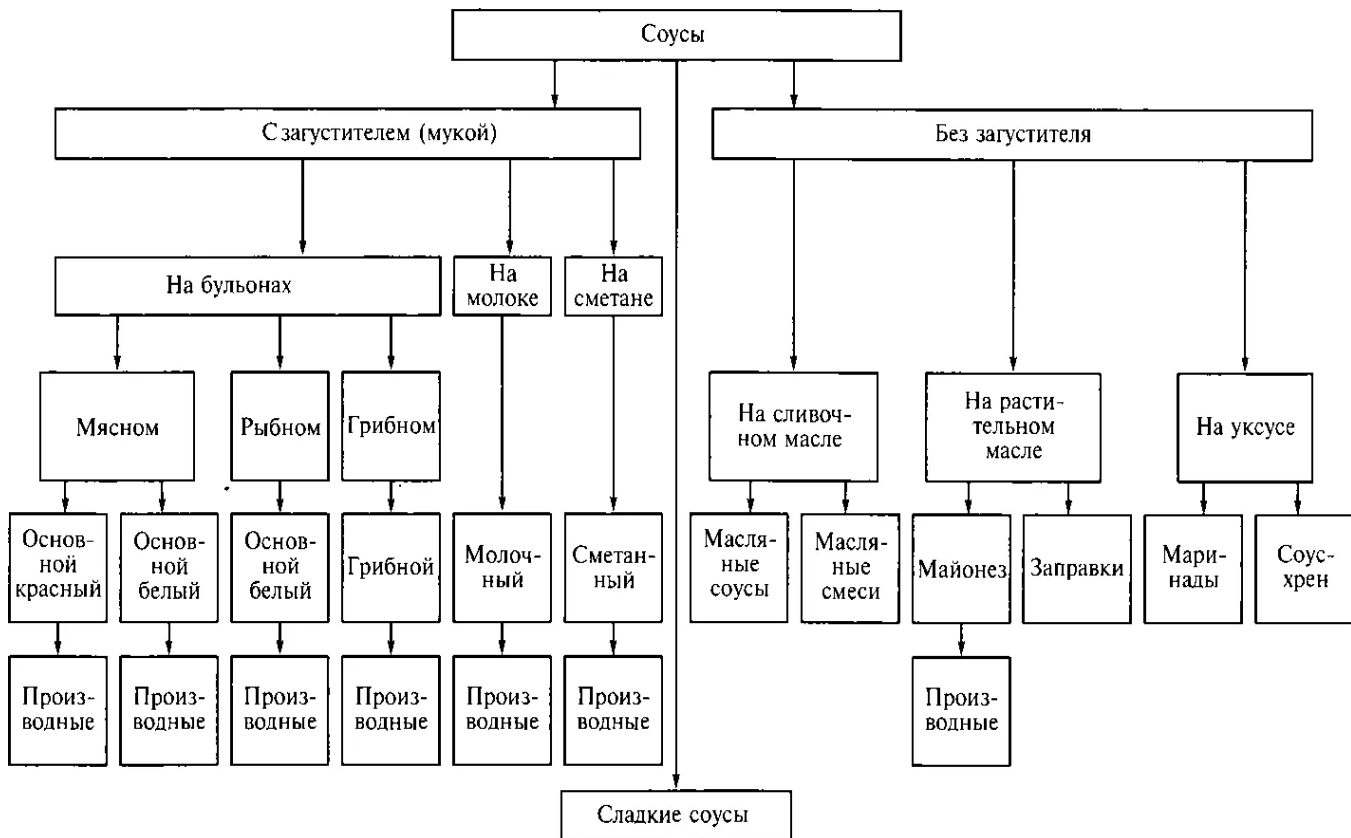 Соусы
С загустителем (мукой)
Без загустителя
На бульонах
На
молоке
На
сметане
Мясном
Рыбном
Грибном
На сливоч-
ном масле
На расти-
тельном
масле
На уксусе
Основ-
ной
красный
Основ-
ной
белый
Основ-
ной
белый
Грибной
Молоч-
ный
Сметан-
ный
Масля-
ные
соусы
Масля-
ные
смеси
Майонез
Заправки
Мари-
нады
Соус-
хрен
Произ-
водные
Произ-
водные
Произ-
водные
Произ-
водные
Произ-
водные
Произ-
водные
Произ-
водные
Сладкие соусы